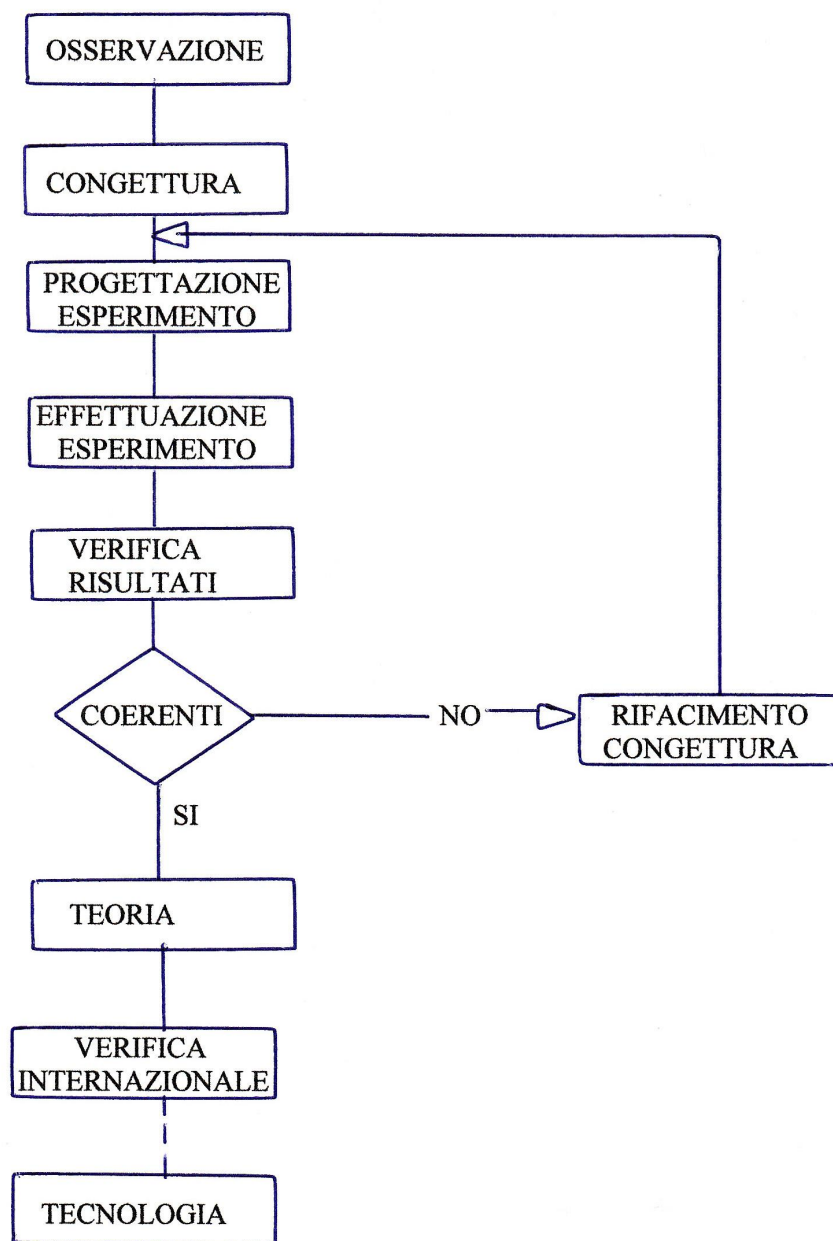 OSSERVAZIONE
CONGETTURA
PROGETTAZIONE
ESPERIMENTO
EFFETTUAZIONE
ESPERIMENTO
VERIFICA
RISULTATI
COERENTI
NO
RIFACIMENTO
CONGETTURA
SI
TEORIA
VERIFICA
INTERNAZIONALE
TECNOLOGIA